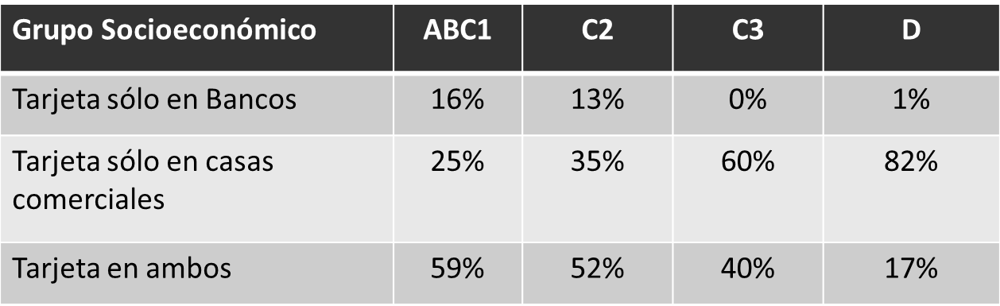 Grupo Socioeconómico ABC1 C2 C3 D
Tarjeta sólo en Bancos 16% 13% 0% 1%
Tarjeta sólo en casas 25% 35% 60% 82%
comerciales
Tarjeta en ambos 59% 52% 40% 17%